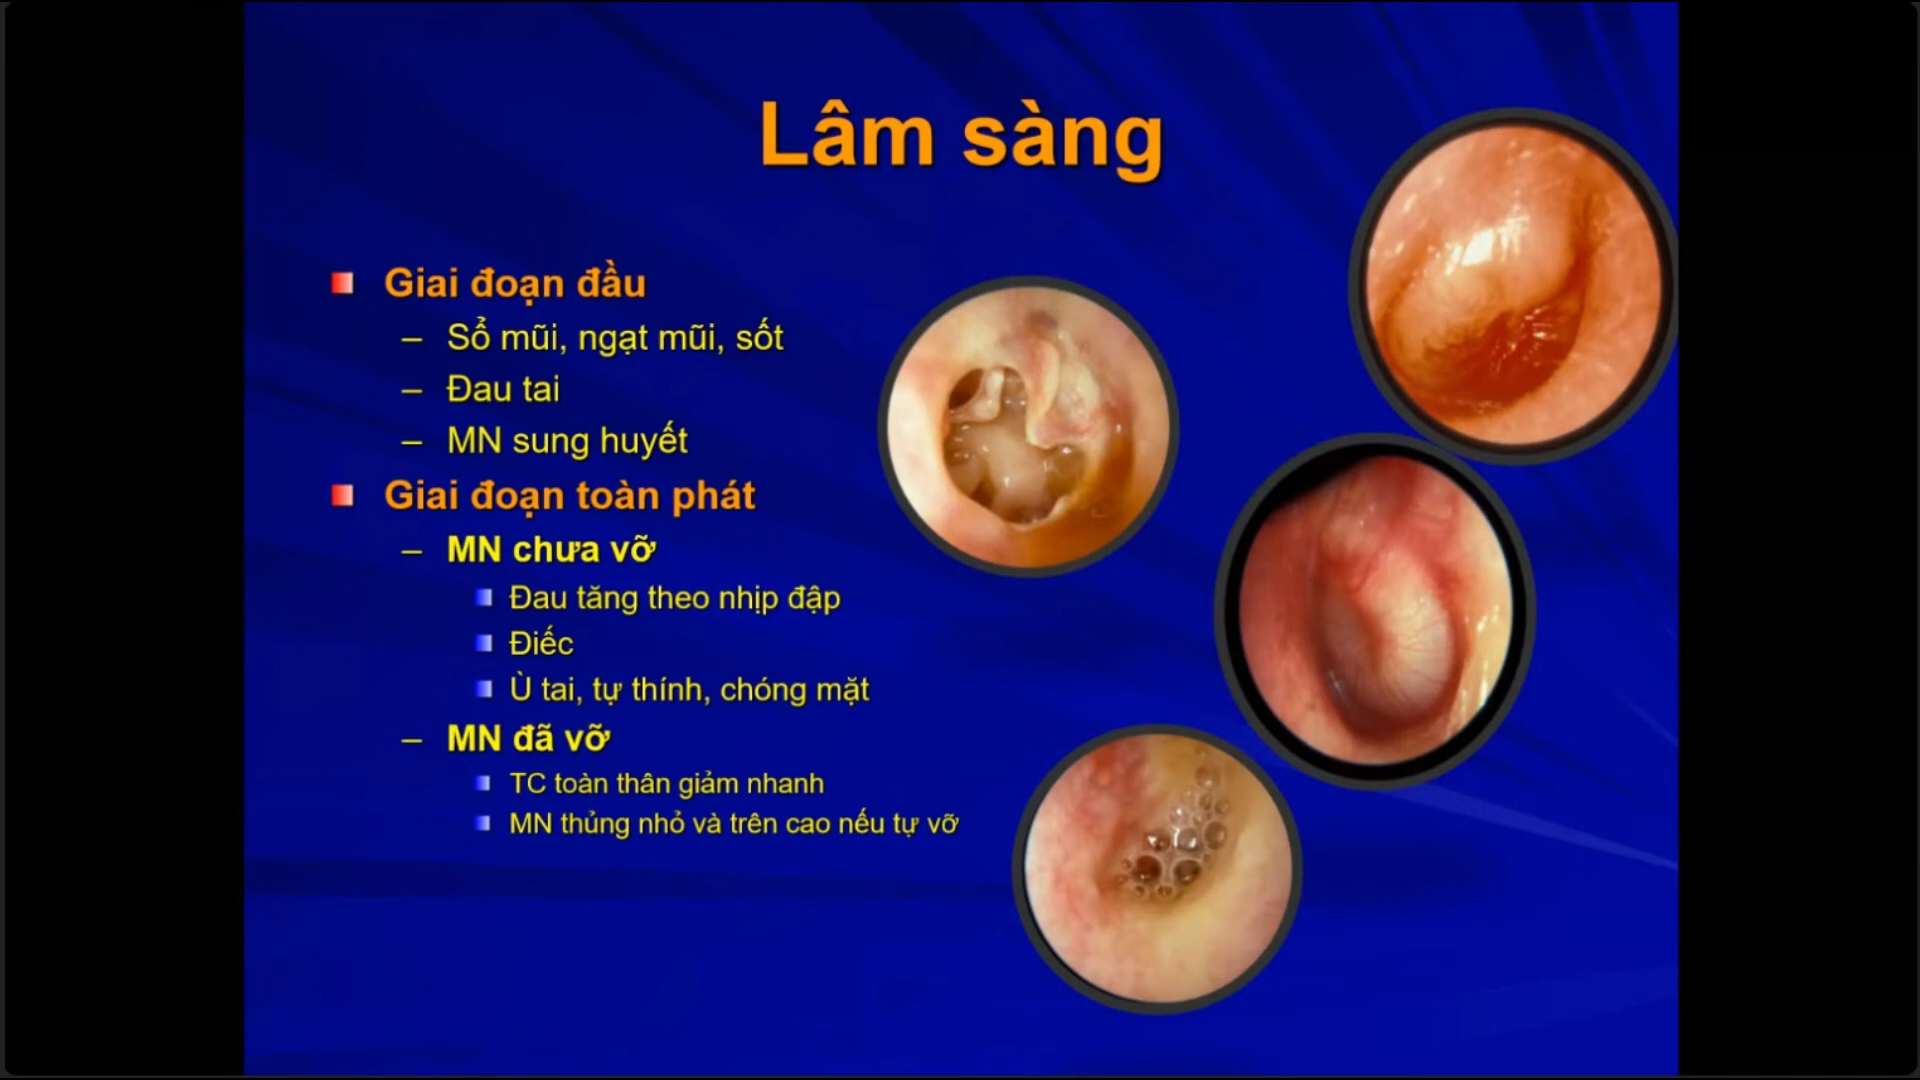 Lâm sàng
Giai đoạn đầu
– Sổ mũi, ngạt mũi, sốt
– Đau tai
– MN sung huyết
Giai đoạn toàn phát
– MN chưa vỡ
Đau tăng theo nhịp đập
Điếc
Ù tai, tự thính, chóng mặt
– MN đã vỡ
TC toàn thân giảm nhanh
MN thủng nhỏ và trên cao nếu tự vỡ